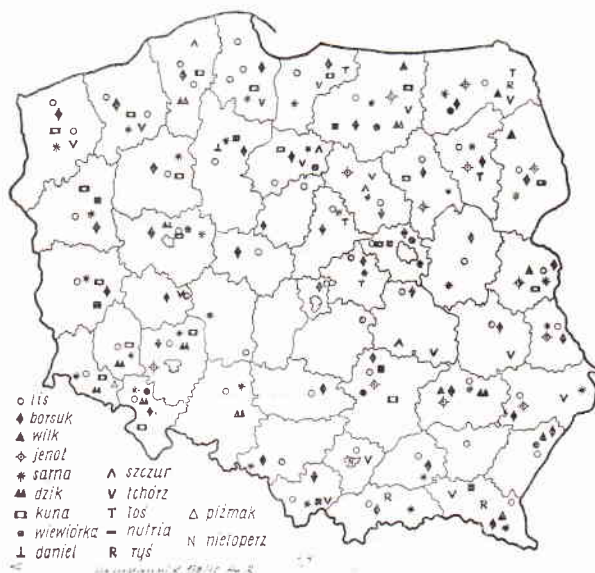 lis
borsuk
wilk
jenot
sarna
dzik
kuna
wiewiórka
daniel
szczur
tchórz
łoś
nutria
R ryś
piżmak
nietoperz